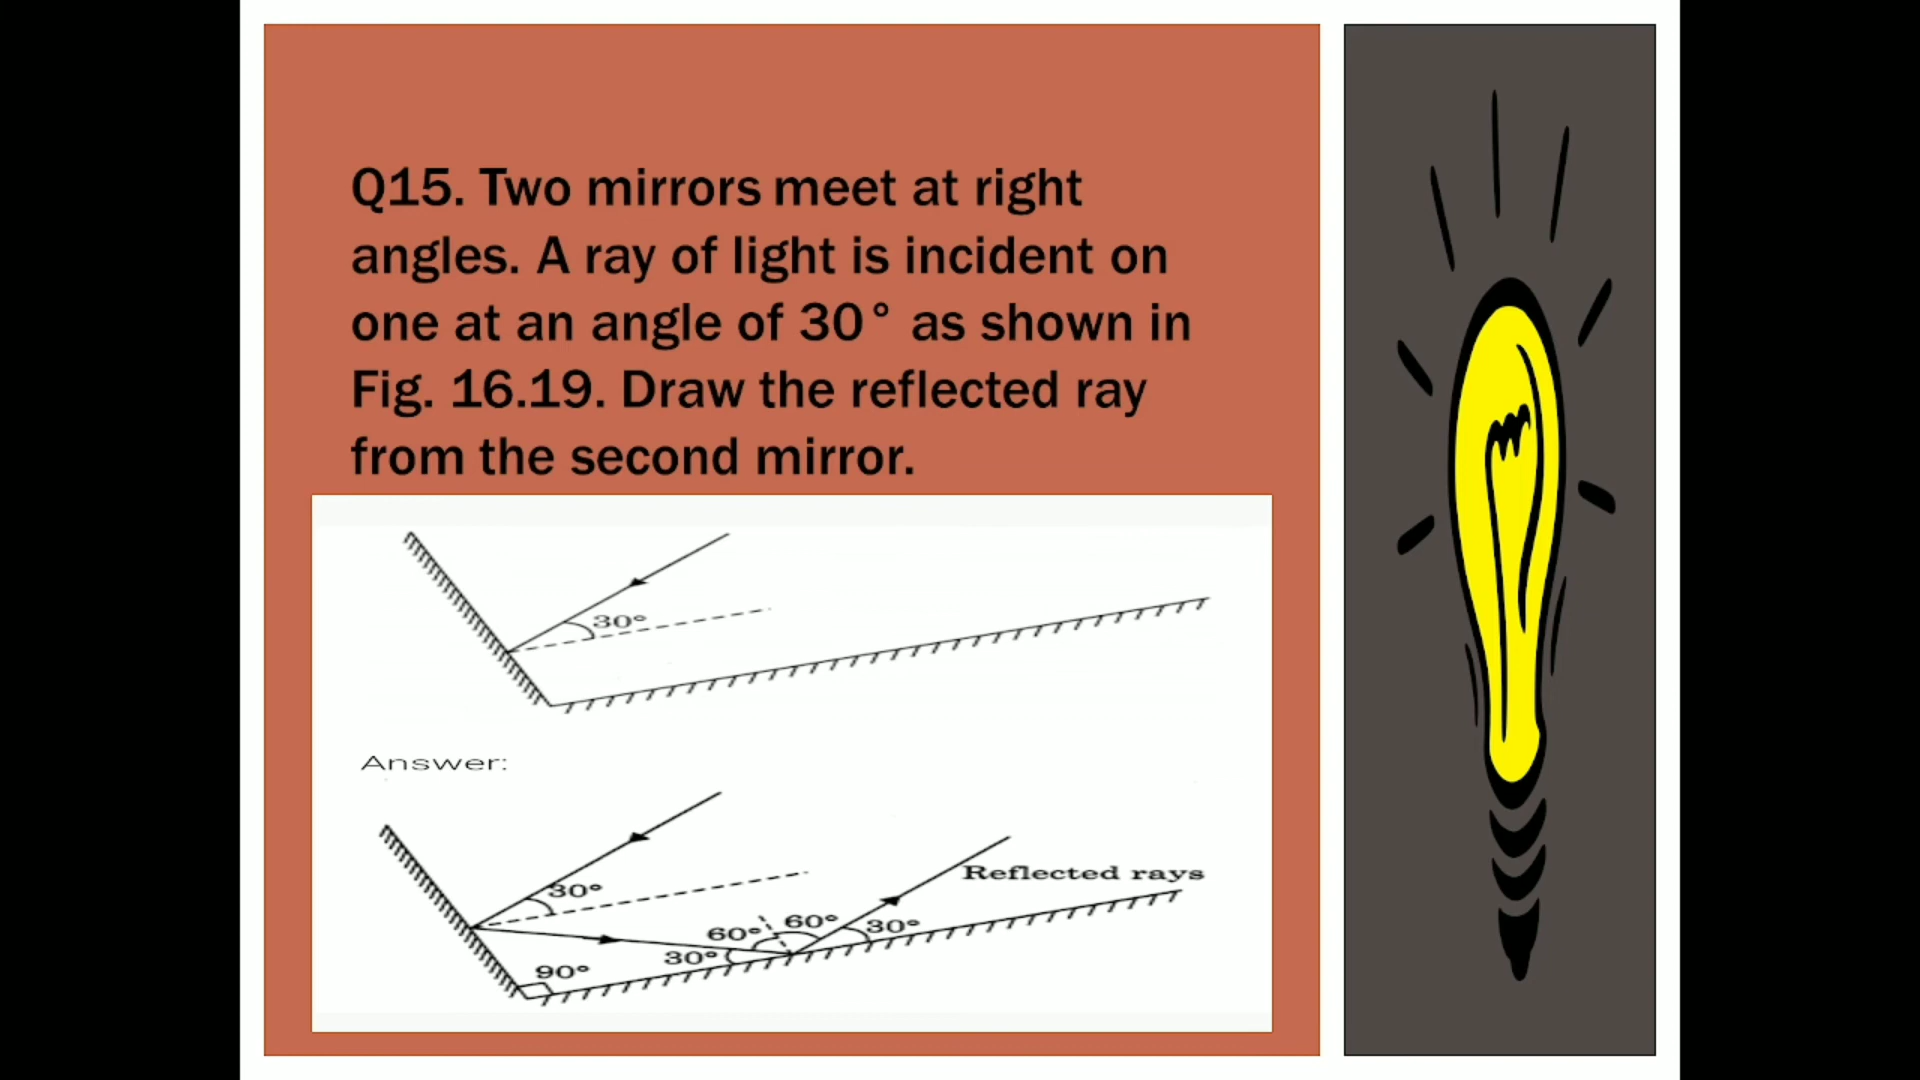 Q15. Two mirrors meet at right
angles. A ray of light is incident on
one at an angle of 30° as shown in
Fig. 16.19. Draw the reflected ray
from the second mirror.
30°
Answer:
30°
Reflected rays
60° 60° 30°
30°
90°